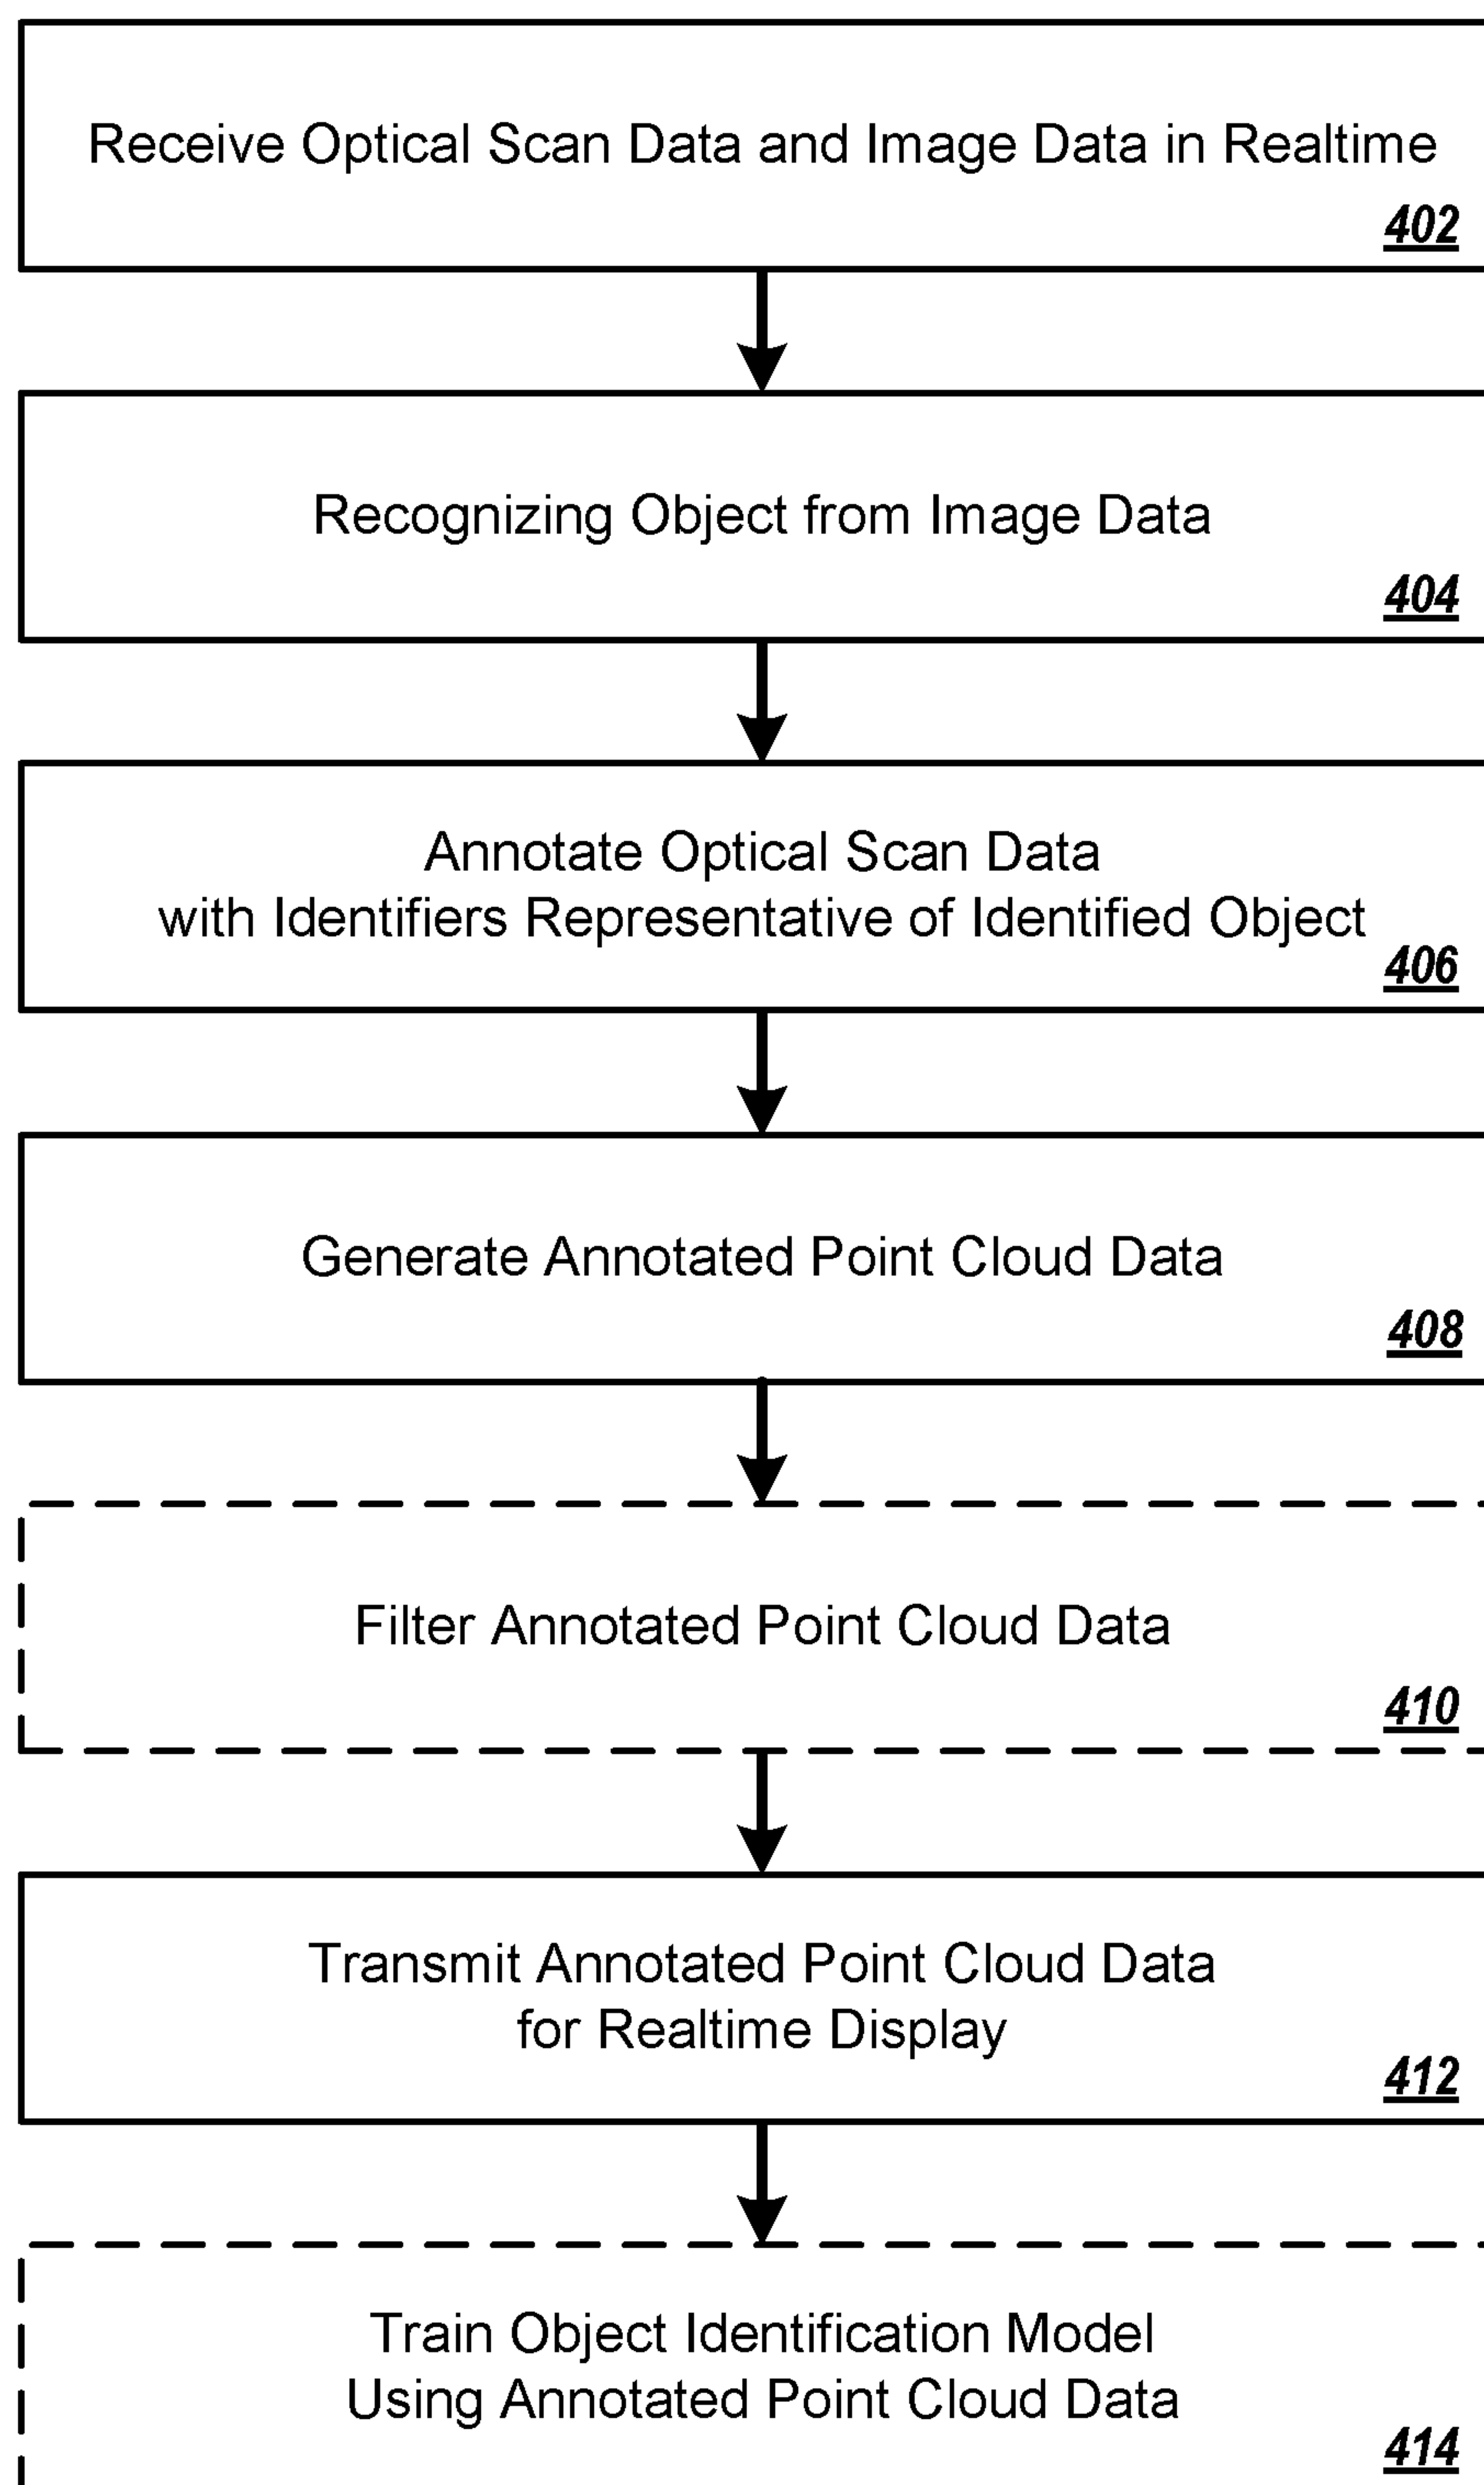 Receive Optical Scan Data and Image Data in Realtime
402
Recognizing Object from Image Data
404
Annotate Optical Scan Data
with Identifiers Representative of Identified Object
406
Generate Annotated Point Cloud Data
408
Filter Annotated Point Cloud Data
410
Transmit Annotated Point Cloud Data
for Realtime Display
412
Train Object Identification Model
Using Annotated Point Cloud Data
414